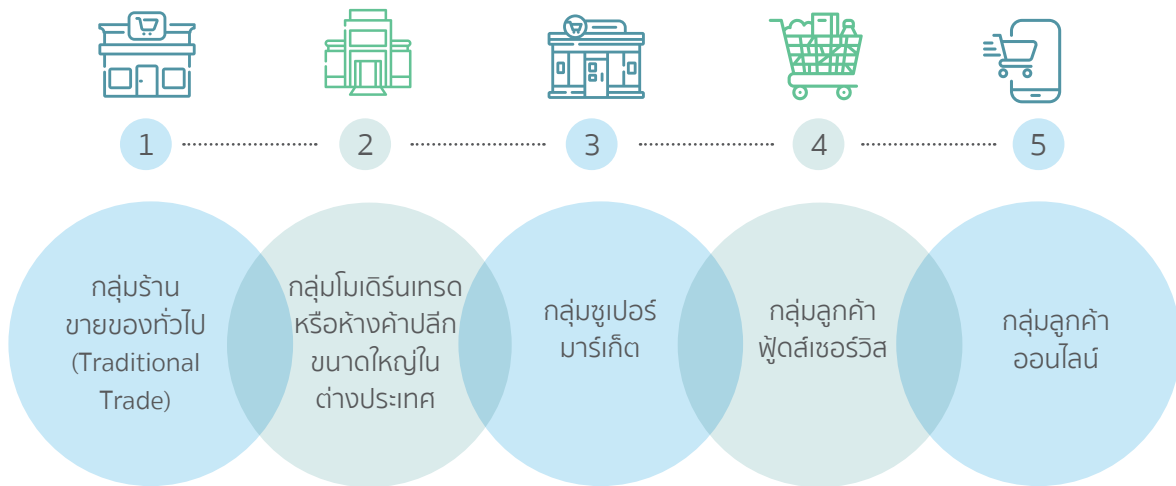 1
2
3
4
5
กลุ่มร้าน
ขายของทั่วไป
(Traditional
Trade)
กลุ่มโมเดิร์นเทรด
หรือห้างค้าปลีก
ขนาดใหญ่ใน
ต่างประเทศ
กลุ่มซูเปอร์
มาร์เก็ต
กลุ่มลูกค้า
ฟู้ดส์เซอร์วิส
กลุ่มลูกค้า
ออนไลน์